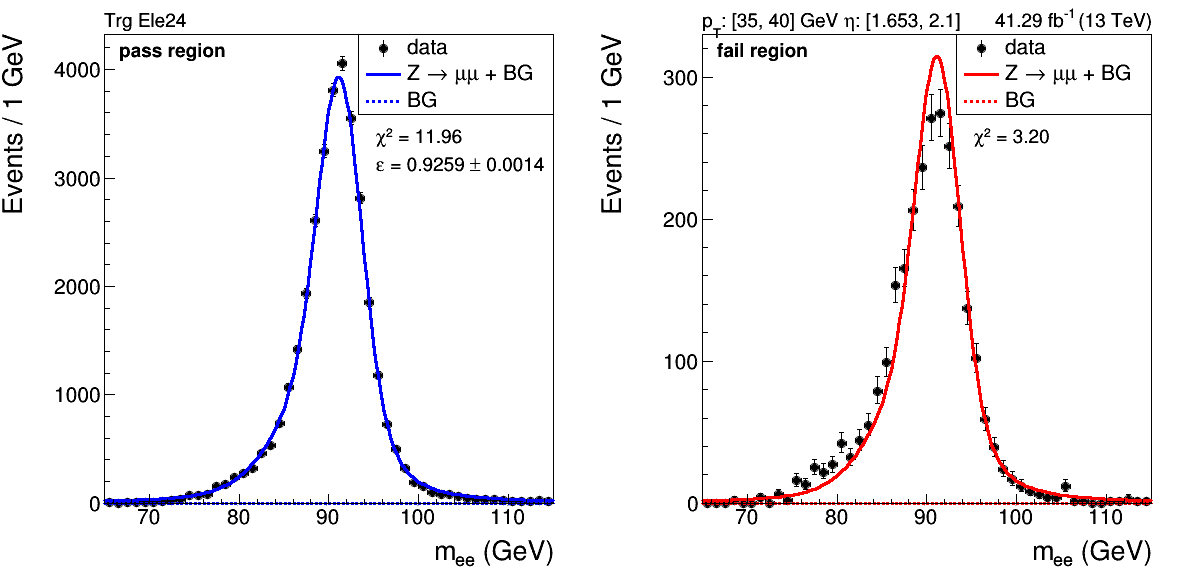 Trg Ele24
pass region
data
Z → μμ + BG
BG
χ² = 11.96
ε = 0.9259 ± 0.0014
Events / 1 GeV
4000
3000
2000
1000
0
70 80 90 100 110
mee (GeV)
pT: [35, 40] GeV η: [1.653, 2.1] 41.29 fb⁻¹ (13 TeV)
fail region
data
Z → μμ + BG
BG
χ² = 3.20
Events / 1 GeV
300
200
100
0
70 80 90 100 110
mee (GeV)